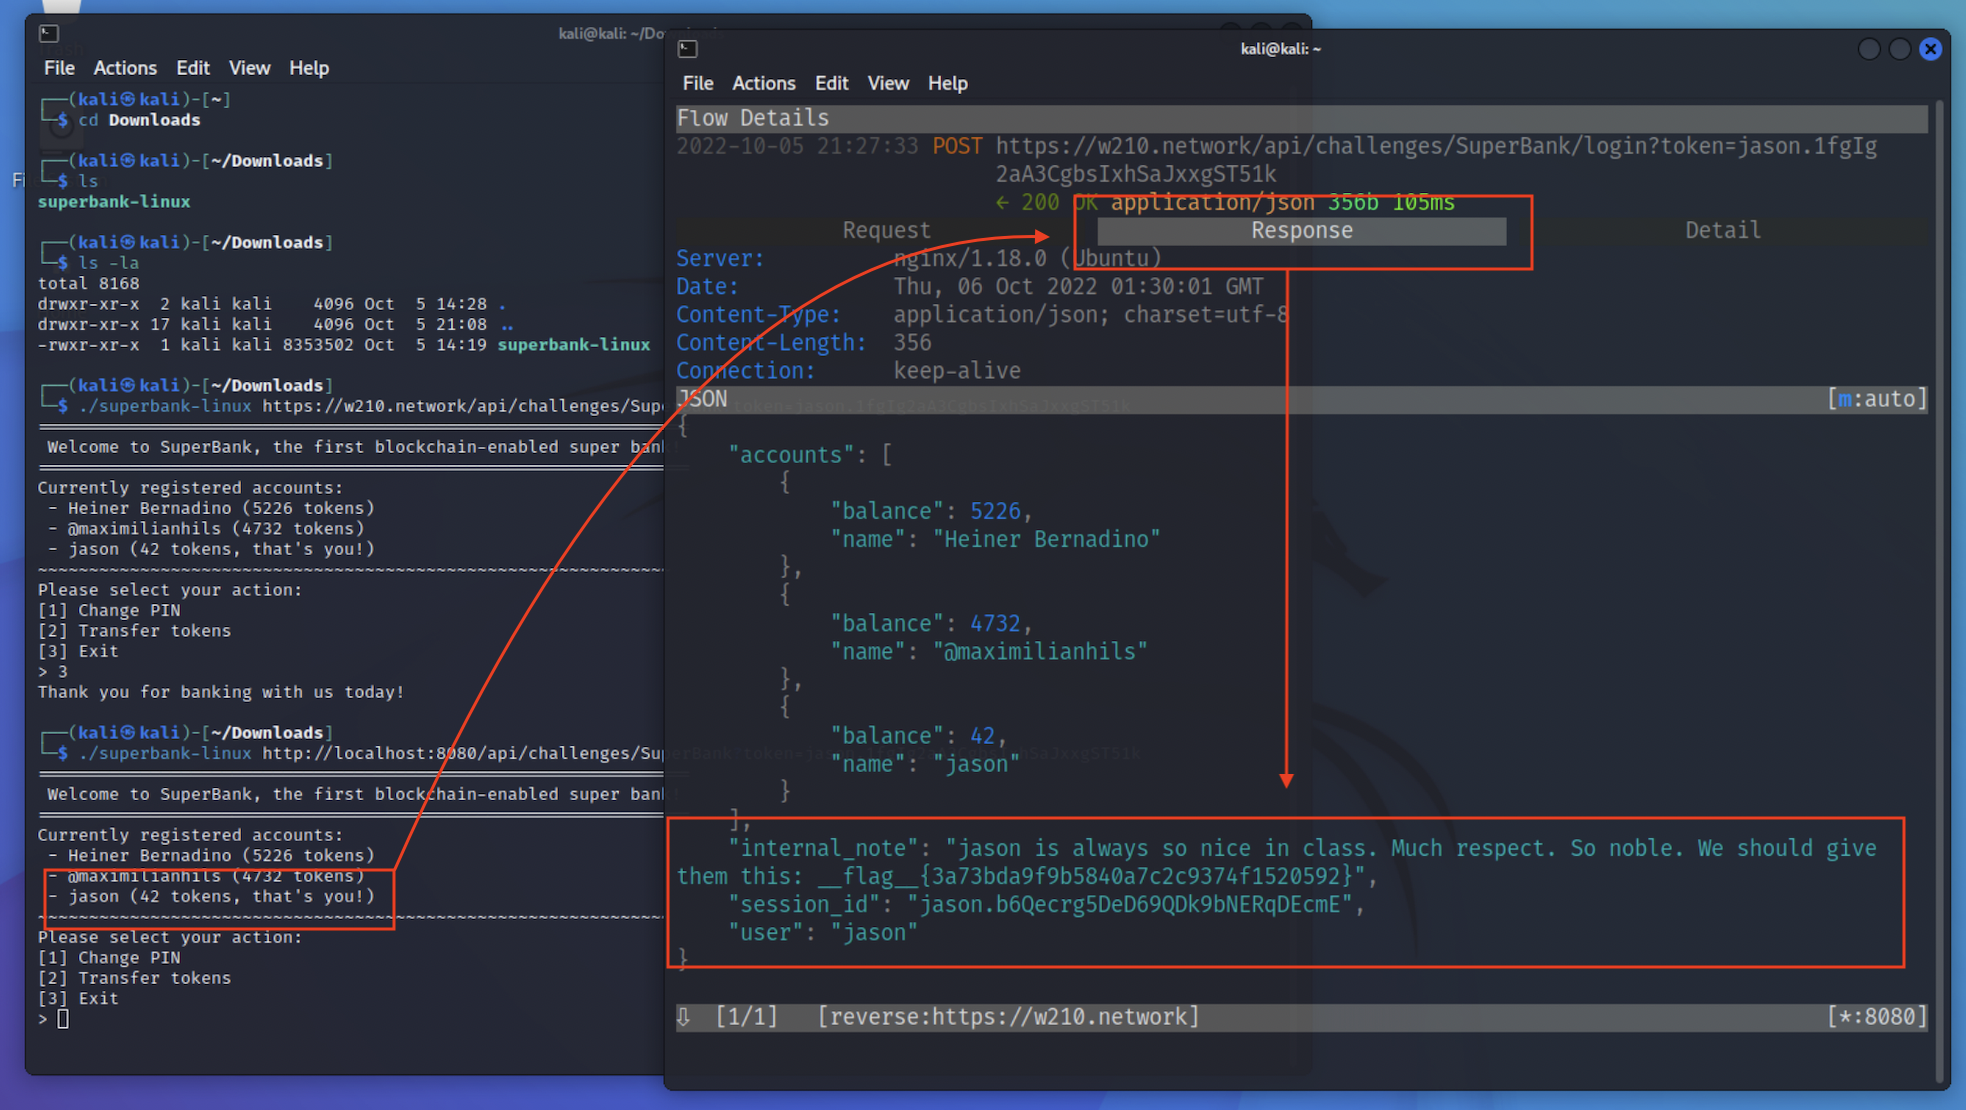 kali@kali: ~/Do
File Actions Edit View Help
┌──(kali㉿kali)-[~]
└─$ cd Downloads
┌──(kali㉿kali)-[~/Downloads]
└─$ ls
superbank-linux
┌──(kali㉿kali)-[~/Downloads]
└─$ ls -la
total 8168
drwxr-xr-x  2 kali kali    4096 Oct  5 14:28 .
drwxr-xr-x 17 kali kali    4096 Oct  5 21:08 ..
-rwxr-xr-x  1 kali kali 8353502 Oct  5 14:19 superbank-linux
┌──(kali㉿kali)-[~/Downloads]
└─$ ./superbank-linux https://w210.network/api/challenges/SuperBank?token=jason.1fgIg2aA3CgbsIxhSaJxxgST51k
Welcome to SuperBank, the first blockchain-enabled super bank!
Currently registered accounts:
- Heiner Bernadino (5226 tokens)
- @maximilianhils (4732 tokens)
- jason (42 tokens, that's you!)
~~~~~~~~~~~~~~~~~~~~~~~~~~~~~~~~~~~~~~~~~~~~~~~~~~~~~~~~~~~~~~
Please select your action:
[1] Change PIN
[2] Transfer tokens
[3] Exit
> 3
Thank you for banking with us today!
┌──(kali㉿kali)-[~/Downloads]
└─$ ./superbank-linux http://localhost:8080/api/challenges/SuperBank?token=jason.1fgIg2aA3CgbsIxhSaJxxgST51k
Welcome to SuperBank, the first blockchain-enabled super bank!
Currently registered accounts:
- Heiner Bernadino (5226 tokens)
- @maximilianhils (4732 tokens)
- jason (42 tokens, that's you!)
~~~~~~~~~~~~~~~~~~~~~~~~~~~~~~~~~~~~~~~~~~~~~~~~~~~~~~~~~~~~~~
Please select your action:
[1] Change PIN
[2] Transfer tokens
[3] Exit
>
kali@kali: ~
File Actions Edit View Help
Flow Details
2022-10-05 21:27:33 POST https://w210.network/api/challenges/SuperBank/login?token=jason.1fgIg
2aA3CgbsIxhSaJxxgST51k
← 200 OK application/json 356b 105ms
Request Response Detail
Server: nginx/1.18.0 (Ubuntu)
Date: Thu, 06 Oct 2022 01:30:01 GMT
Content-Type: application/json; charset=utf-8
Content-Length: 356
Connection: keep-alive
JSON [m:auto]
{
"accounts": [
{
"balance": 5226,
"name": "Heiner Bernadino"
},
{
"balance": 4732,
"name": "@maximilianhils"
},
{
"balance": 42,
"name": "jason"
}
],
"internal_note": "jason is always so nice in class. Much respect. So noble. We should give
them this: __flag__{3a73bda9f9b5840a7c2c9374f1520592}",
"session_id": "jason.b6Qecrg5DeD69QDk9bNERqDEcmE",
"user": "jason"
}
⇩ [1/1] [reverse:https://w210.network] [*:8080]